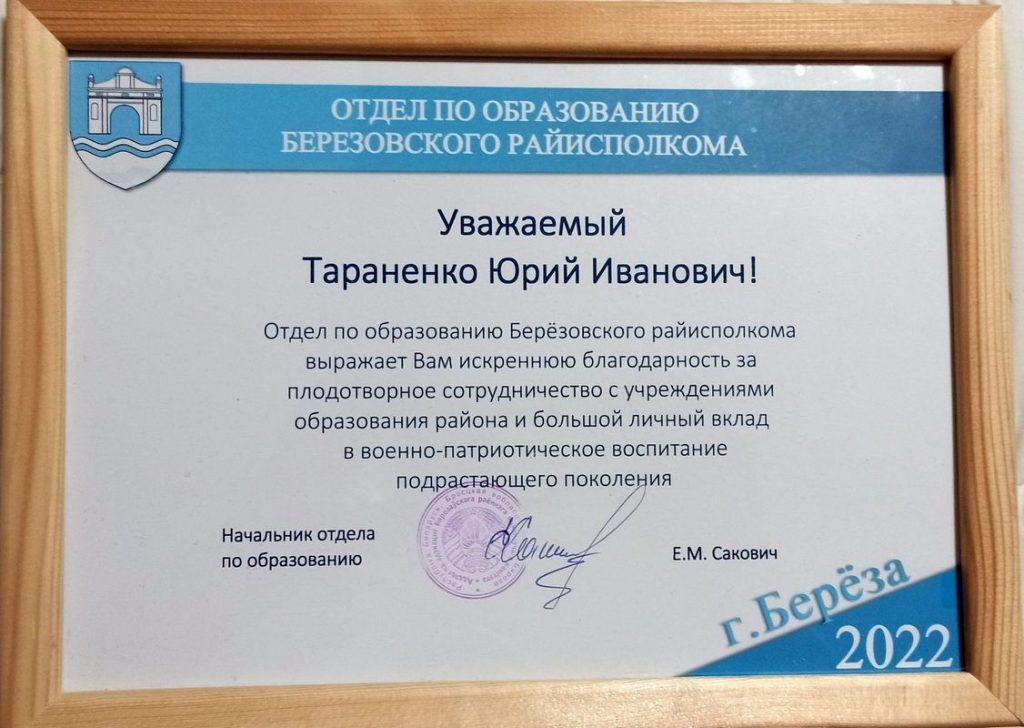 ОТДЕЛ ПО ОБРАЗОВАНИЮ
БЕРЕЗОВСКОГО РАЙИСПОЛКОМА
Уважаемый
Тараненко Юрий Иванович!
Отдел по образованию Берёзовского райисполкома
выражает Вам искреннюю благодарность за
плодотворное сотрудничество с учреждениями
образования района и большой личный вклад
в военно-патриотическое воспитание
подрастающего поколения
Начальник отдела
по образованию
Е.М. Сакович
г.Берёза
2022